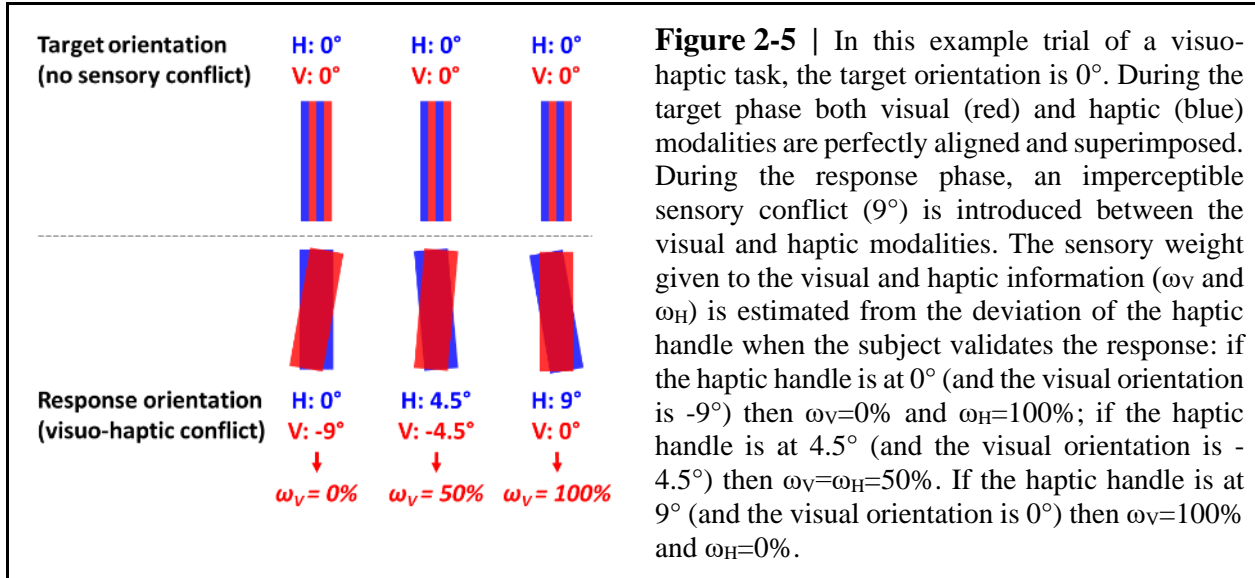 Target orientation
(no sensory conflict)
H: 0° H: 0° H: 0°
V: 0° V: 0° V: 0°
Response orientation
(visuo-haptic conflict)
H: 0° H: 4.5° H: 9°
V: -9° V: -4.5° V: 0°
ωV = 0% ωV = 50% ωV = 100%
Figure 2-5 | In this example trial of a visuo-
haptic task, the target orientation is 0°. During the
target phase both visual (red) and haptic (blue)
modalities are perfectly aligned and superimposed.
During the response phase, an imperceptible
sensory conflict (9°) is introduced between the
visual and haptic modalities. The sensory weight
given to the visual and haptic information (ωV and
ωH) is estimated from the deviation of the haptic
handle when the subject validates the response: if
the haptic handle is at 0° (and the visual orientation
is -9°) then ωV=0% and ωH=100%; if the haptic
handle is at 4.5° (and the visual orientation is -
4.5°) then ωV=ωH=50%. If the haptic handle is at
9° (and the visual orientation is 0°) then ωV=100%
and ωH=0%.